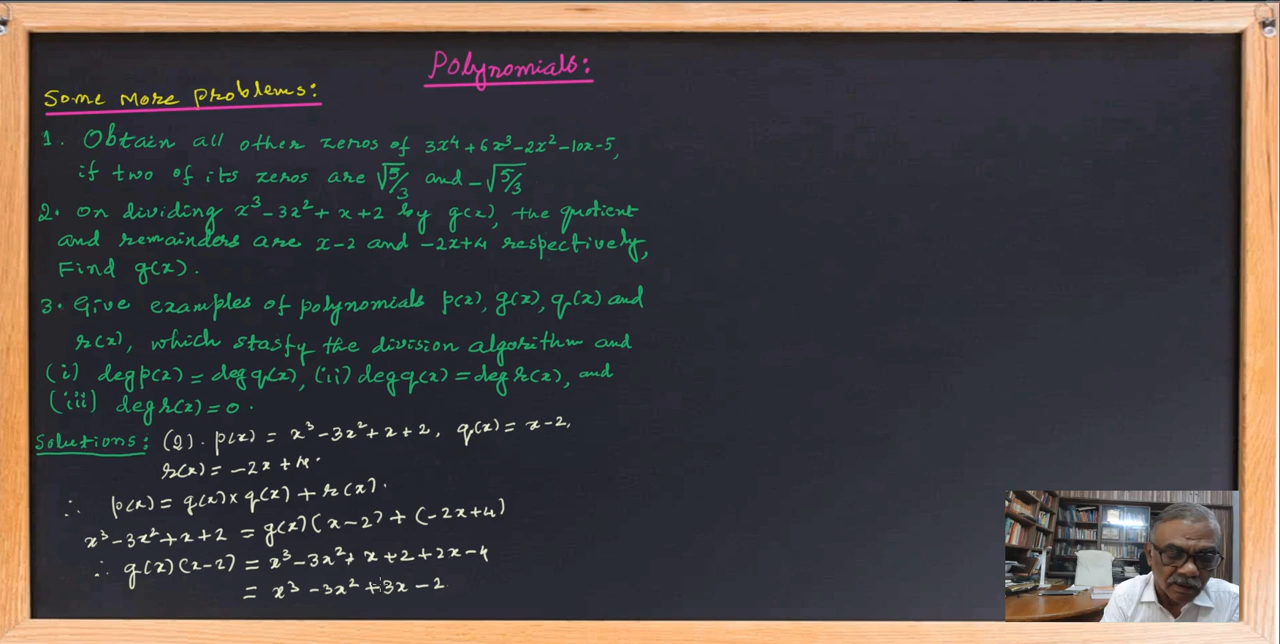 Polynomials:
Some More Problems:
1. Obtain all other zeros of 3x⁴+6x³-2x²-10x-5,
if two of its zeros are √5/3 and -√5/3
2. On dividing x³-3x²+x+2 by g(x), the quotient
and remainders are x-2 and -2x+4 respectively,
Find g(x).
3. Give examples of polynomials p(x), g(x), q(x) and
r(x), which stasfy the division algorithm and
(i) deg p(x) = deg q(x), (ii) deg q(x) = deg r(x), and
(iii) deg r(x) = 0.
Solutions: (2). p(x) = x³-3x²+x+2, q(x) = x-2,
r(x) = -2x+4.
∴ p(x) = g(x) × q(x) + r(x).
x³-3x²+x+2 = g(x)(x-2) + (-2x+4)
∴ g(x)(x-2) = x³-3x²+x+2+2x-4
= x³-3x²+3x-2